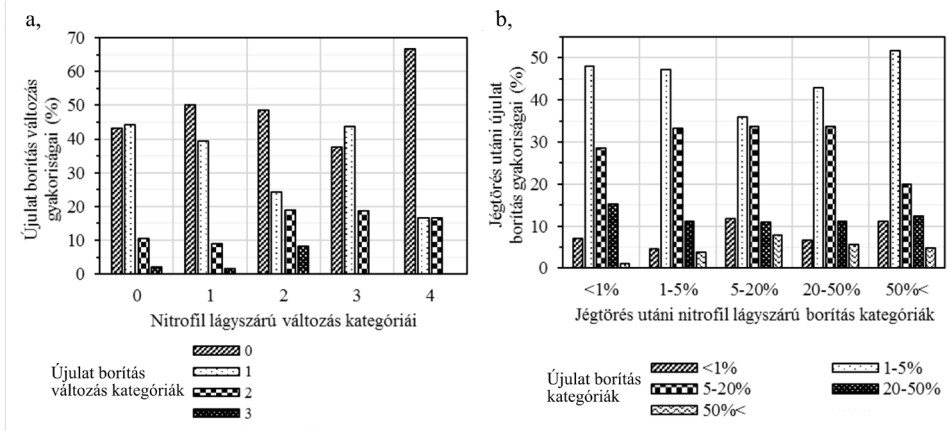 a,
Újulat borítás változás
gyakoriságai (%)
70
60
50
40
30
20
10
0
0 1 2 3 4
Nitrofil lágyszárú változás kategóriái
Újulat borítás
változás kategóriák
0
1
2
3
b,
Jégtörés utáni újulat
borítás gyakoriságai (%)
50
40
30
20
10
0
<1% 1-5% 5-20% 20-50% 50%<
Jégtörés utáni nitrofil lágyszárú borítás kategóriák
Újulat borítás
kategóriák
<1% 1-5%
5-20% 20-50%
50%<